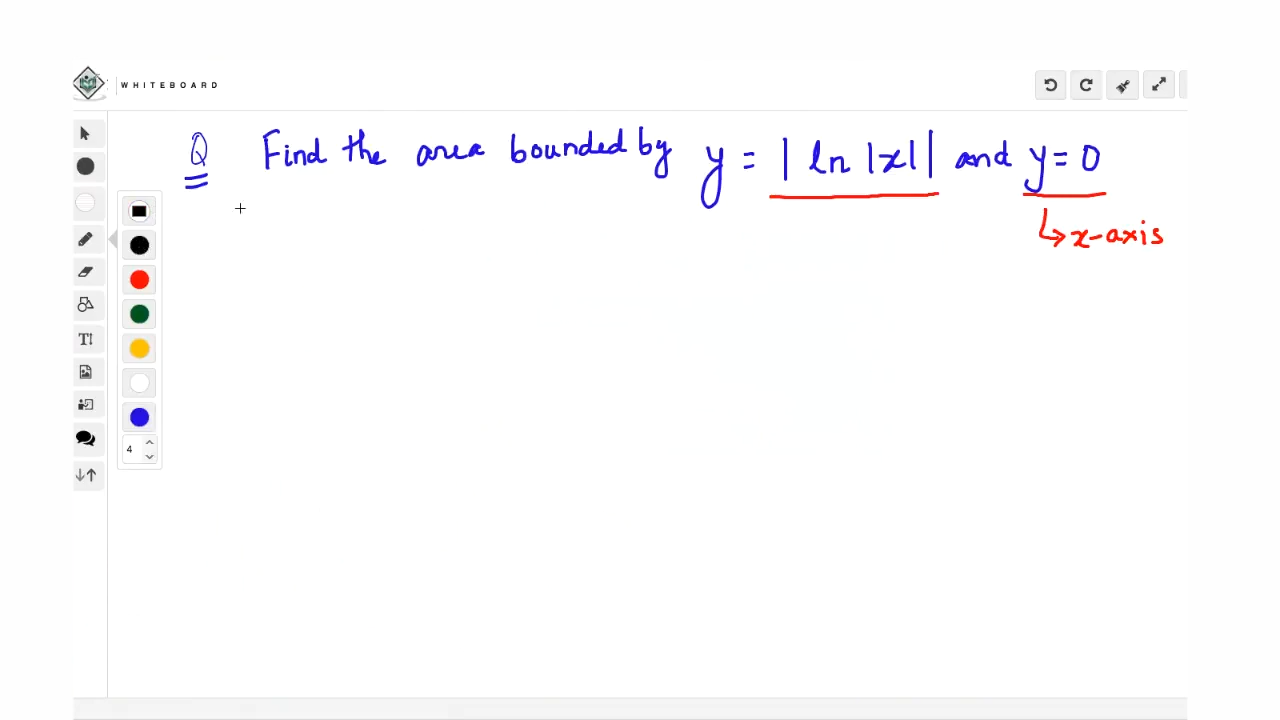 WHITEBOARD
Q Find the area bounded by y = | ln |x| | and y = 0
↳ x-axis
T
4